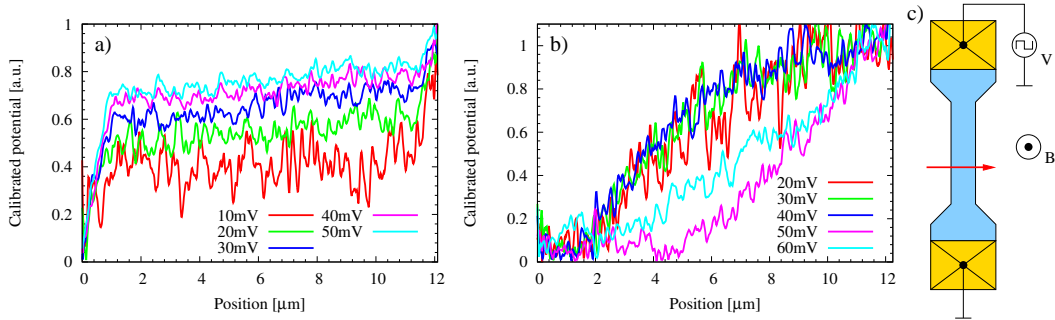 a)
Calibrated potential [a.u.]
1
0.8
0.6
0.4
0.2
0
0 2 4 6 8 10 12
Position [μm]
10mV 40mV
20mV 50mV
30mV
b)
Calibrated potential [a.u.]
1
0.8
0.6
0.4
0.2
0
0 2 4 6 8 10 12
Position [μm]
20mV
30mV
40mV
50mV
60mV
c)
V
B